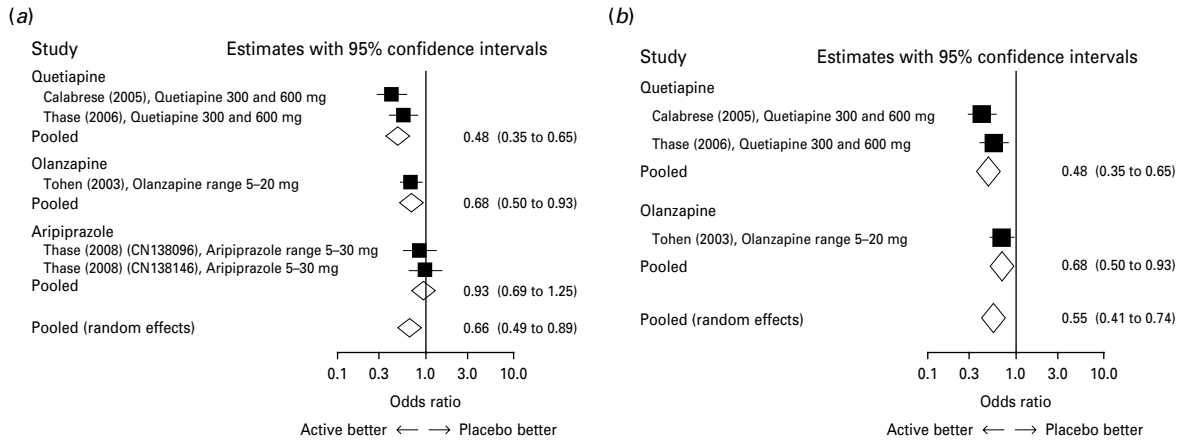 (a)
Study Estimates with 95% confidence intervals
Quetiapine
Calabrese (2005), Quetiapine 300 and 600 mg
Thase (2006), Quetiapine 300 and 600 mg
Pooled 0.48 (0.35 to 0.65)
Olanzapine
Tohen (2003), Olanzapine range 5–20 mg
Pooled 0.68 (0.50 to 0.93)
Aripiprazole
Thase (2008) (CN138096), Aripiprazole range 5–30 mg
Thase (2008) (CN138146), Aripiprazole 5–30 mg
Pooled 0.93 (0.69 to 1.25)
Pooled (random effects) 0.66 (0.49 to 0.89)
0.1 0.3 1.0 3.0 10.0
Odds ratio
Active better ← → Placebo better
(b)
Study Estimates with 95% confidence intervals
Quetiapine
Calabrese (2005), Quetiapine 300 and 600 mg
Thase (2006), Quetiapine 300 and 600 mg
Pooled 0.48 (0.35 to 0.65)
Olanzapine
Tohen (2003), Olanzapine range 5–20 mg
Pooled 0.68 (0.50 to 0.93)
Pooled (random effects) 0.55 (0.41 to 0.74)
0.1 0.3 1.0 3.0 10.0
Odds ratio
Active better ← → Placebo better